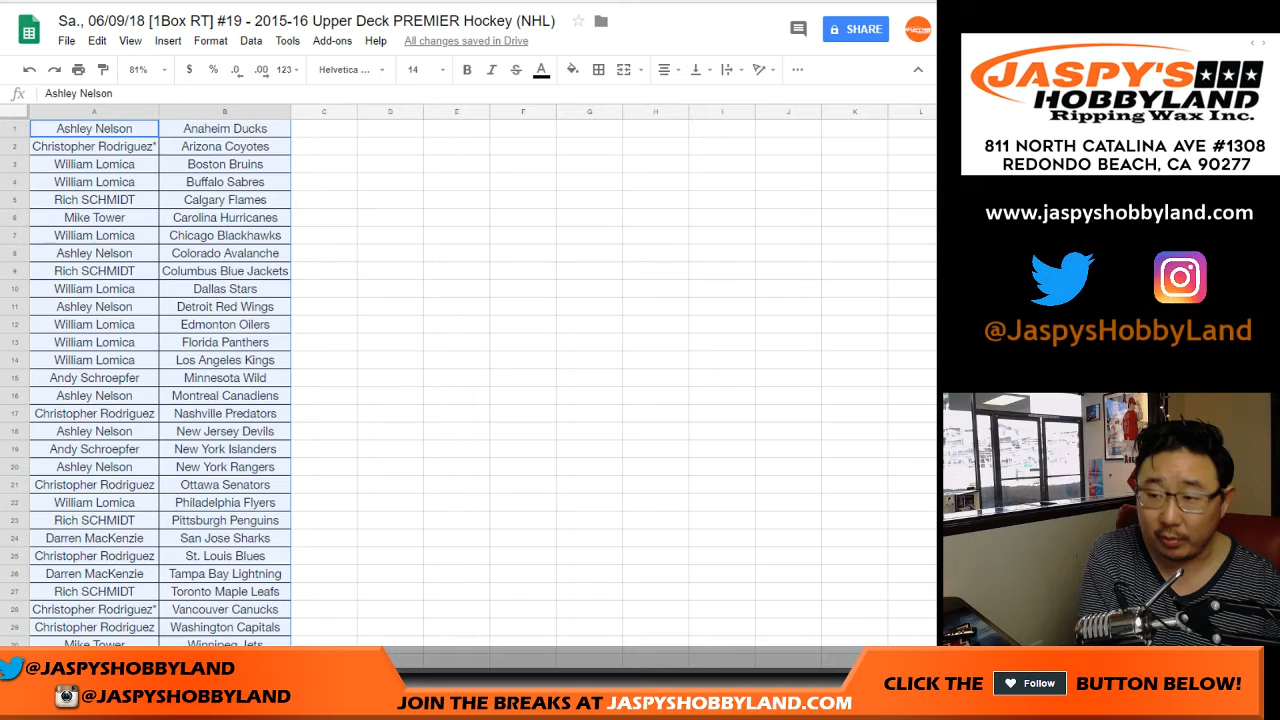 Sa., 06/09/18 [1Box RT] #19 - 2015-16 Upper Deck PREMIER Hockey (NHL)
File Edit View Insert Format Data Tools Add-ons Help All changes saved in Drive
SHARE
81% $ % .0 .00 123 Helvetica ... 14 B I S A
fx Ashley Nelson
A B C D E F G H I J K L
1 Ashley Nelson Anaheim Ducks
2 Christopher Rodriguez* Arizona Coyotes
3 William Lomica Boston Bruins
4 William Lomica Buffalo Sabres
5 Rich SCHMIDT Calgary Flames
6 Mike Tower Carolina Hurricanes
7 William Lomica Chicago Blackhawks
8 Ashley Nelson Colorado Avalanche
9 Rich SCHMIDT Columbus Blue Jackets
10 William Lomica Dallas Stars
11 Ashley Nelson Detroit Red Wings
12 William Lomica Edmonton Oilers
13 William Lomica Florida Panthers
14 William Lomica Los Angeles Kings
15 Andy Schroepfer Minnesota Wild
16 Ashley Nelson Montreal Canadiens
17 Christopher Rodriguez Nashville Predators
18 Ashley Nelson New Jersey Devils
19 Andy Schroepfer New York Islanders
20 Ashley Nelson New York Rangers
21 Christopher Rodriguez Ottawa Senators
22 William Lomica Philadelphia Flyers
23 Rich SCHMIDT Pittsburgh Penguins
24 Darren MacKenzie San Jose Sharks
25 Christopher Rodriguez St. Louis Blues
26 Darren MacKenzie Tampa Bay Lightning
27 Rich SCHMIDT Toronto Maple Leafs
28 Christopher Rodriguez* Vancouver Canucks
29 Christopher Rodriguez Washington Capitals
30 Mike Tower Winnipeg Jets
JASPY'S
HOBBYLAND
Ripping Wax Inc.
811 NORTH CATALINA AVE #1308
REDONDO BEACH, CA 90277
www.jaspyshobbyland.com
@JaspysHobbyLand
@JASPYSHOBBYLAND
@JASPYSHOBBYLAND
JOIN THE BREAKS AT JASPYSHOBBYLAND.COM
CLICK THE Follow BUTTON BELOW!